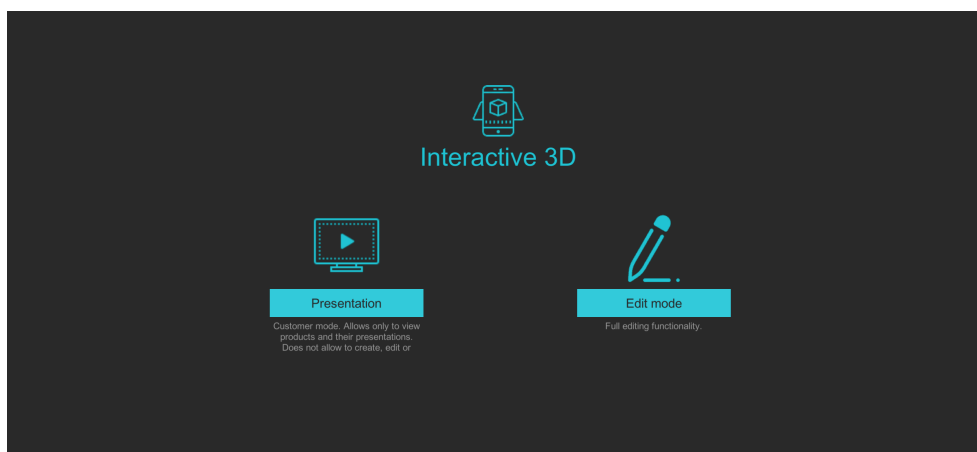 Interactive 3D
Presentation
Edit mode
Customer mode. Allows only to view
products and their presentations.
Does not allow to create, edit or
Full editing functionality.